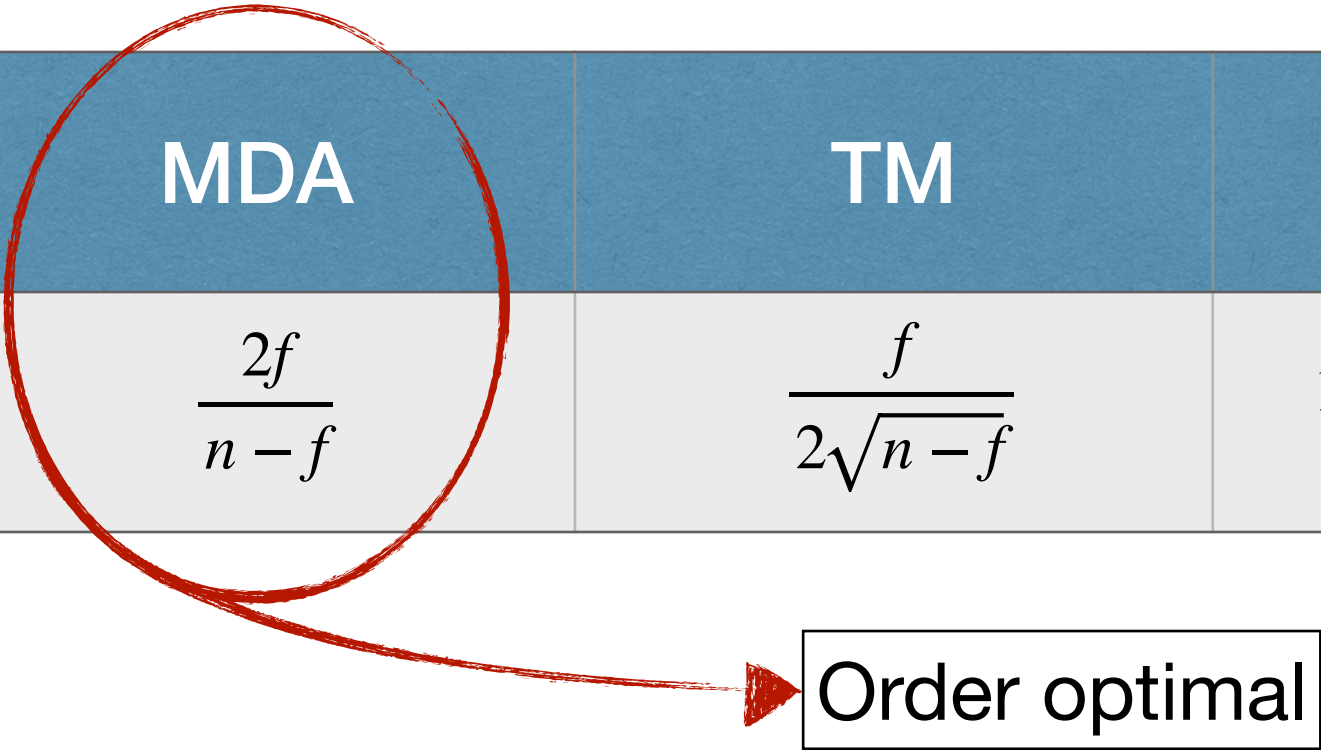 MDA TM
2f / (n − f) f / (2√(n − f))
Order optimal